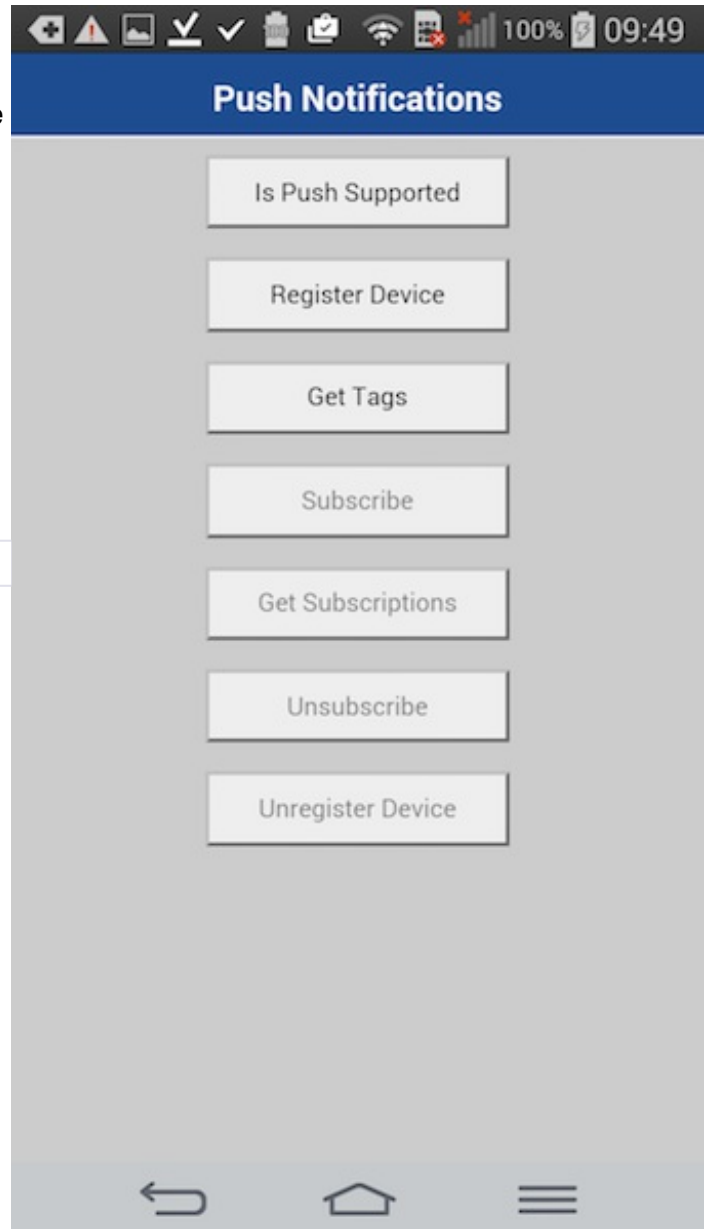 100% 09:49
Push Notifications
e
Is Push Supported
Register Device
Get Tags
Subscribe
Get Subscriptions
Unsubscribe
Unregister Device